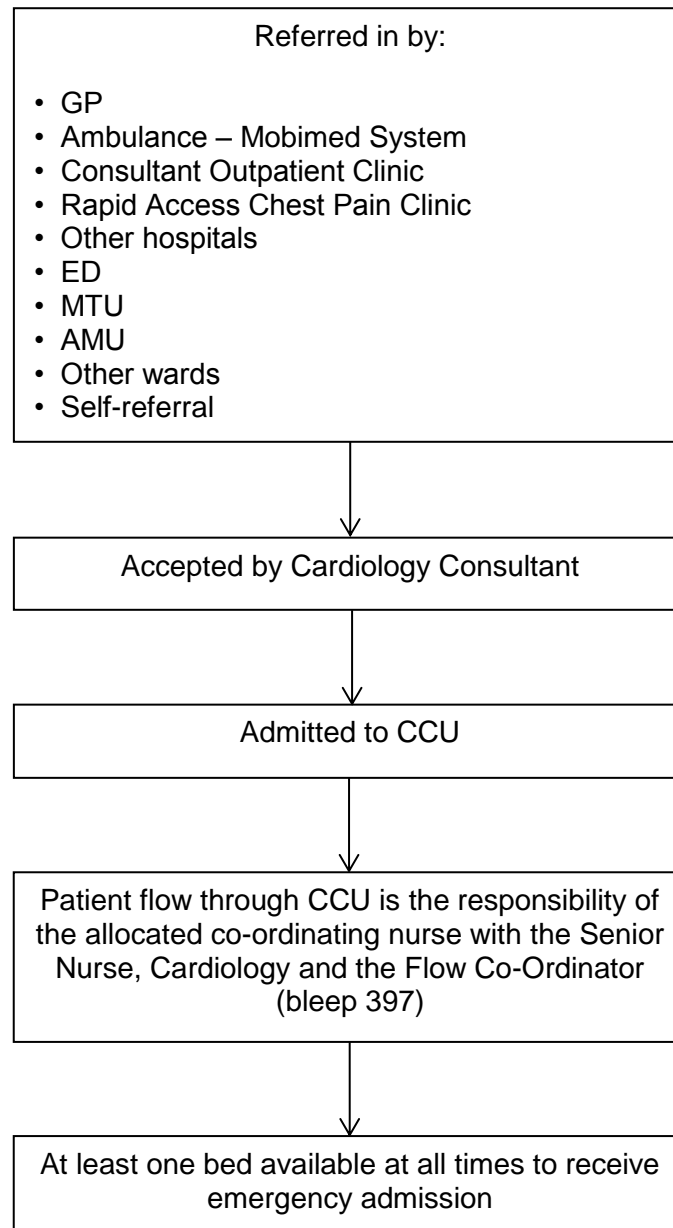 Referred in by:
• GP
• Ambulance – Mobimed System
• Consultant Outpatient Clinic
• Rapid Access Chest Pain Clinic
• Other hospitals
• ED
• MTU
• AMU
• Other wards
• Self-referral
Accepted by Cardiology Consultant
Admitted to CCU
Patient flow through CCU is the responsibility of
the allocated co-ordinating nurse with the Senior
Nurse, Cardiology and the Flow Co-Ordinator
(bleep 397)
At least one bed available at all times to receive
emergency admission